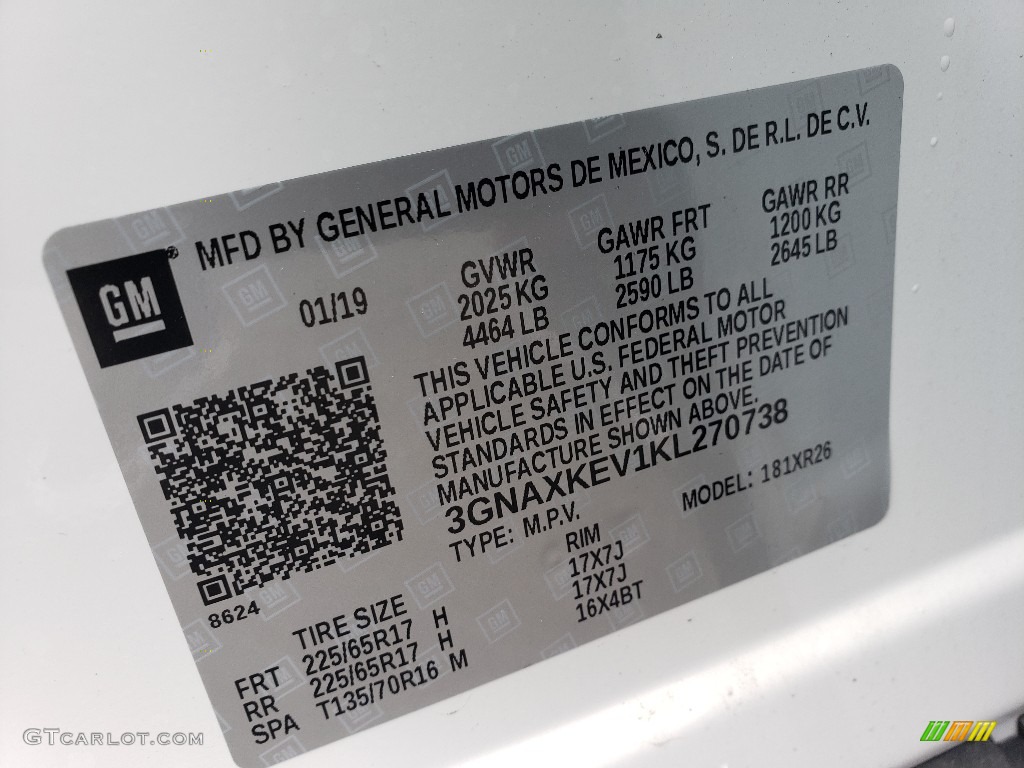 MFD BY GENERAL MOTORS DE MEXICO, S. DE R.L. DE C.V.
GM®
01/19
GVWR GAWR FRT GAWR RR
2025 KG 1175 KG 1200 KG
4464 LB 2590 LB 2645 LB
THIS VEHICLE CONFORMS TO ALL
APPLICABLE U.S. FEDERAL MOTOR
VEHICLE SAFETY AND THEFT PREVENTION
STANDARDS IN EFFECT ON THE DATE OF
MANUFACTURE SHOWN ABOVE.
3GNAXKEV1KL270738
TYPE: M.P.V. MODEL: 181XR26
8624
TIRE SIZE RIM
FRT 225/65R17 H 17X7J
RR 225/65R17 H 17X7J
SPA T135/70R16 M 16X4BT
GTCARLOT.COM